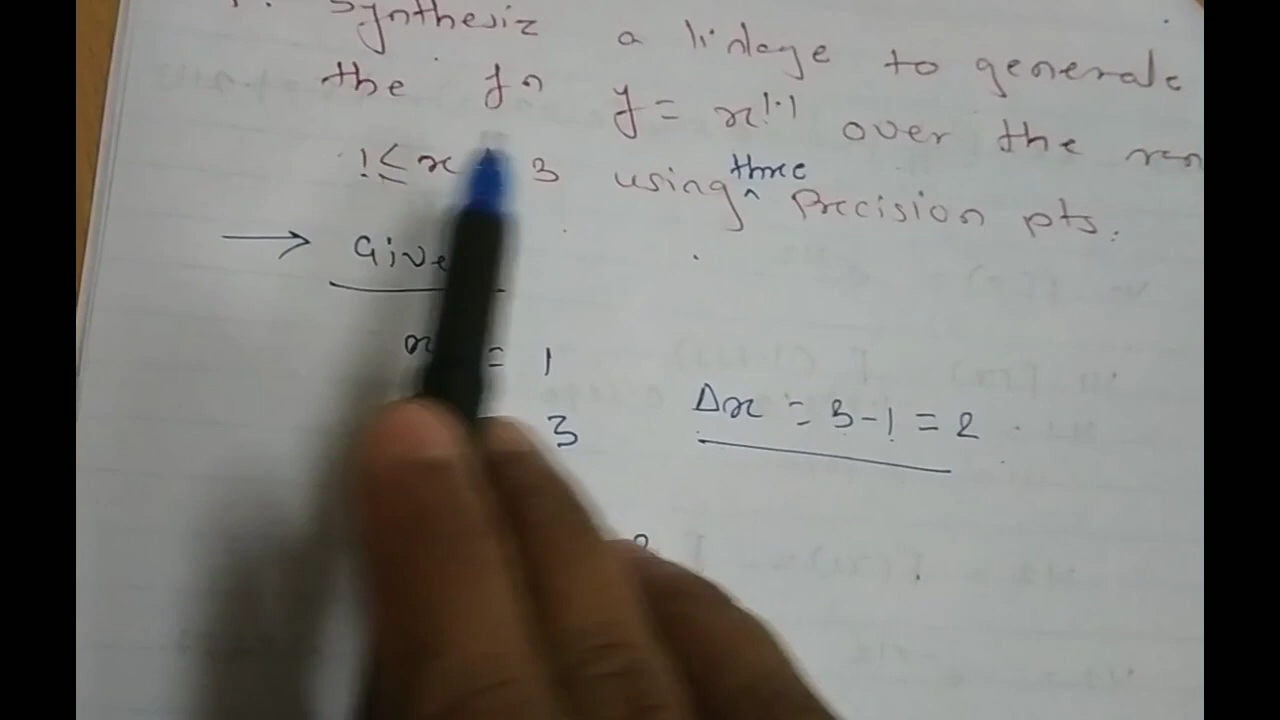 Synthesiz a linkage to generate
the fn y = x^1.1 over the ran
1 ≤ x 3 using three Precision pts.
→ Give
x = 1
3 Δx = 3-1 = 2